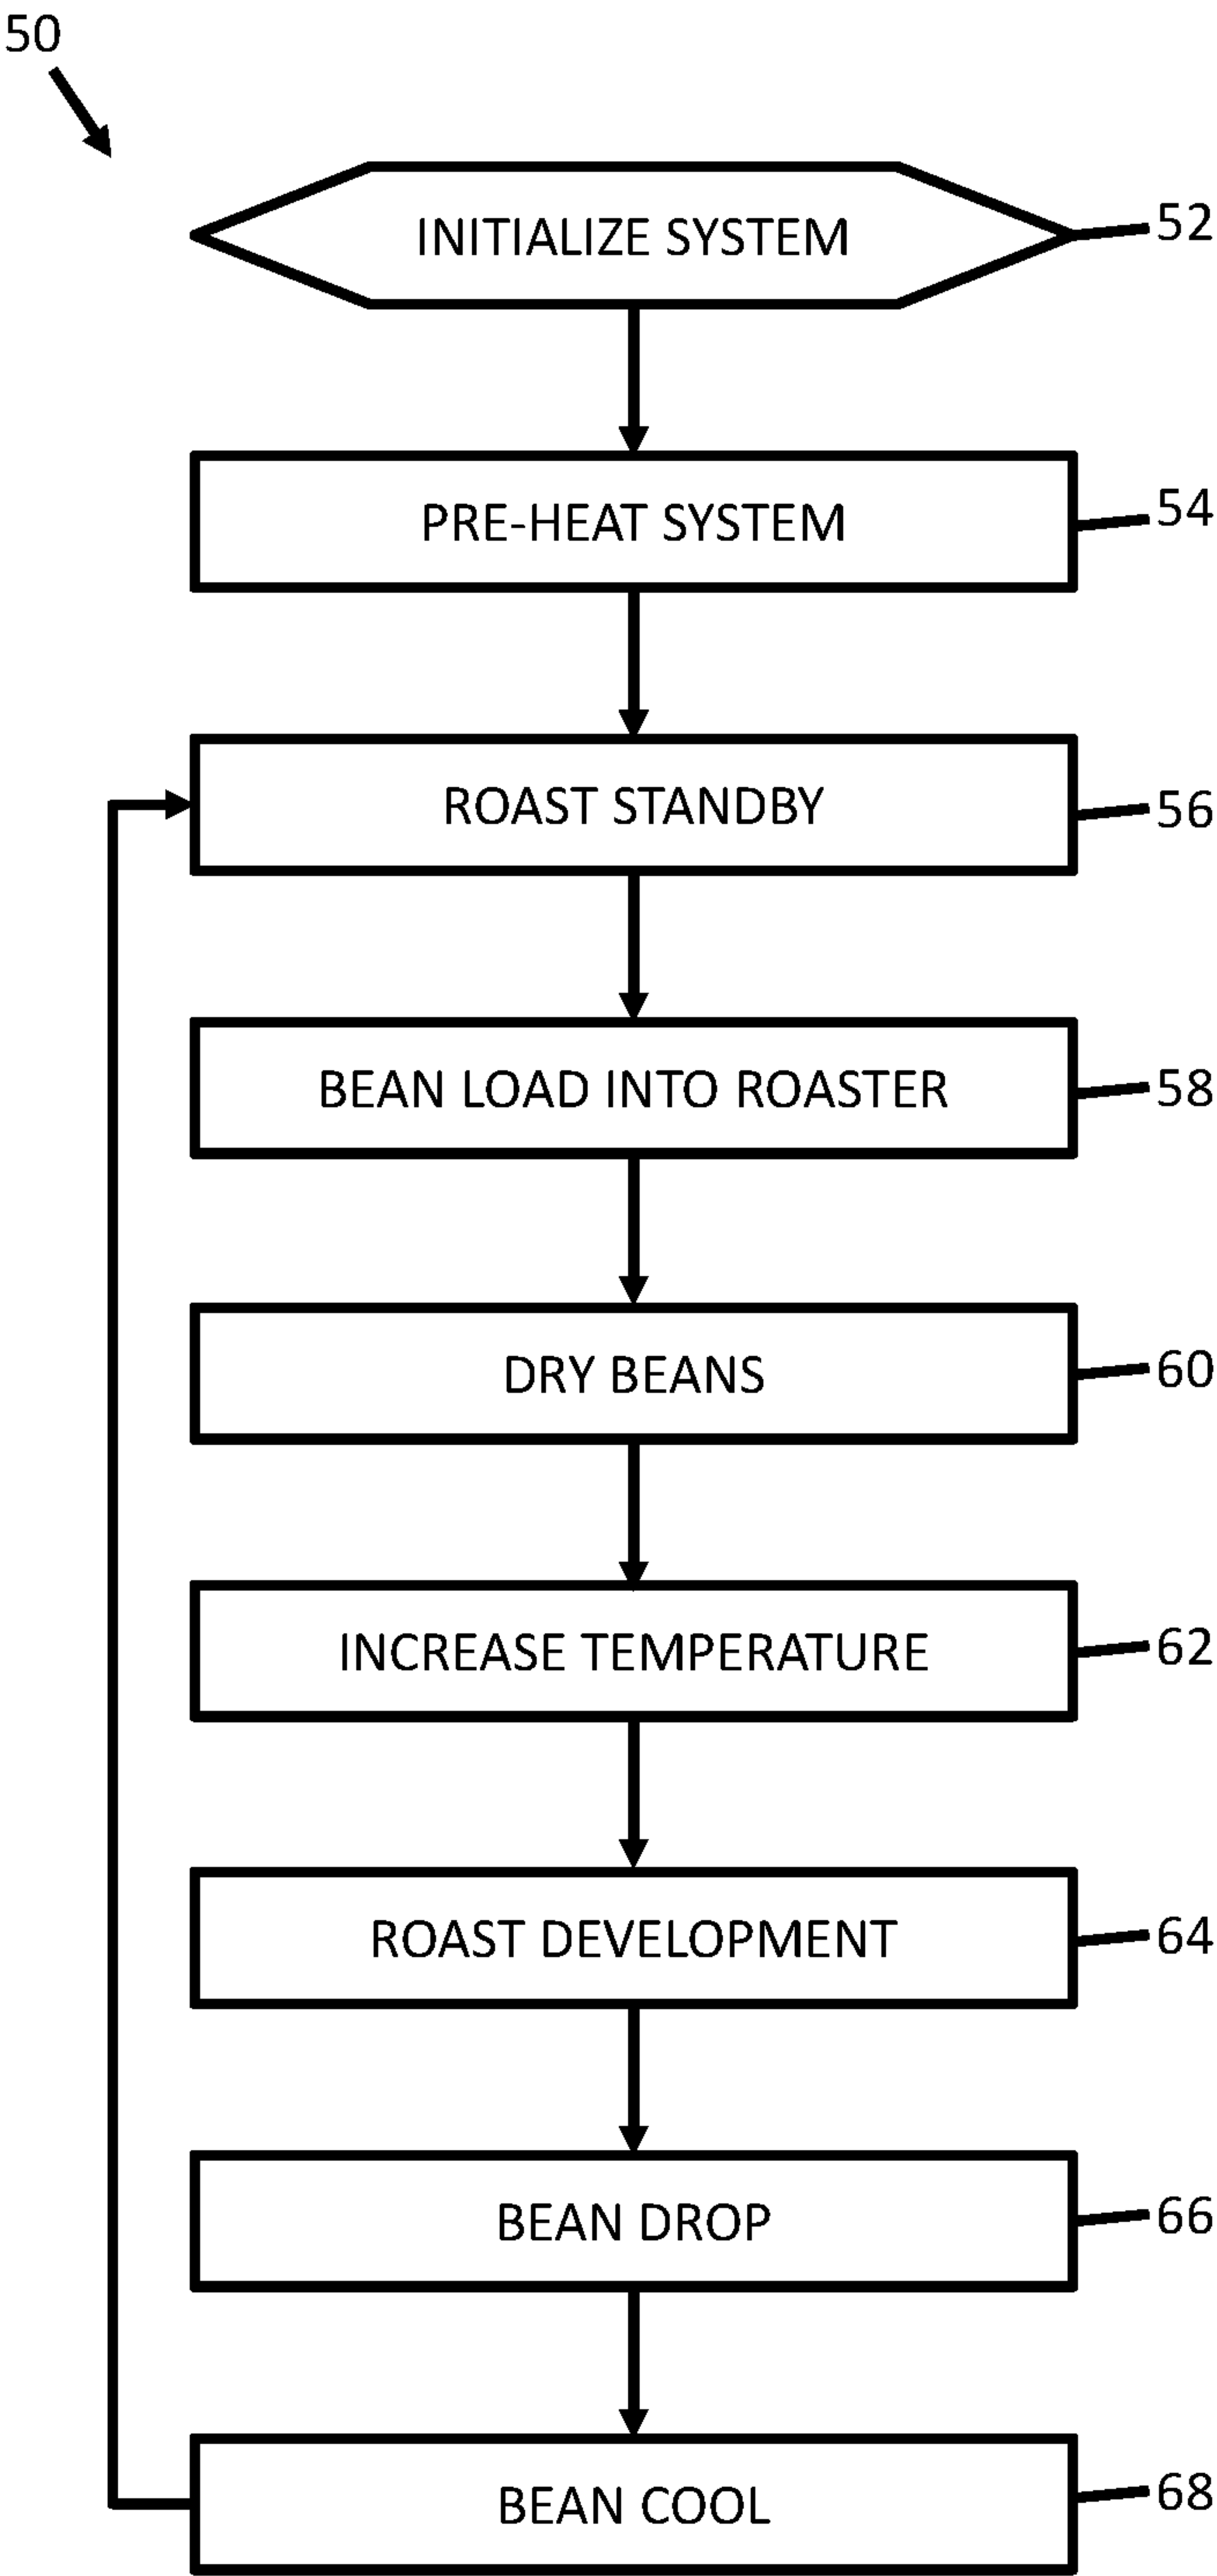 50
INITIALIZE SYSTEM
52
PRE-HEAT SYSTEM
54
ROAST STANDBY
56
BEAN LOAD INTO ROASTER
58
DRY BEANS
60
INCREASE TEMPERATURE
62
ROAST DEVELOPMENT
64
BEAN DROP
66
BEAN COOL
68